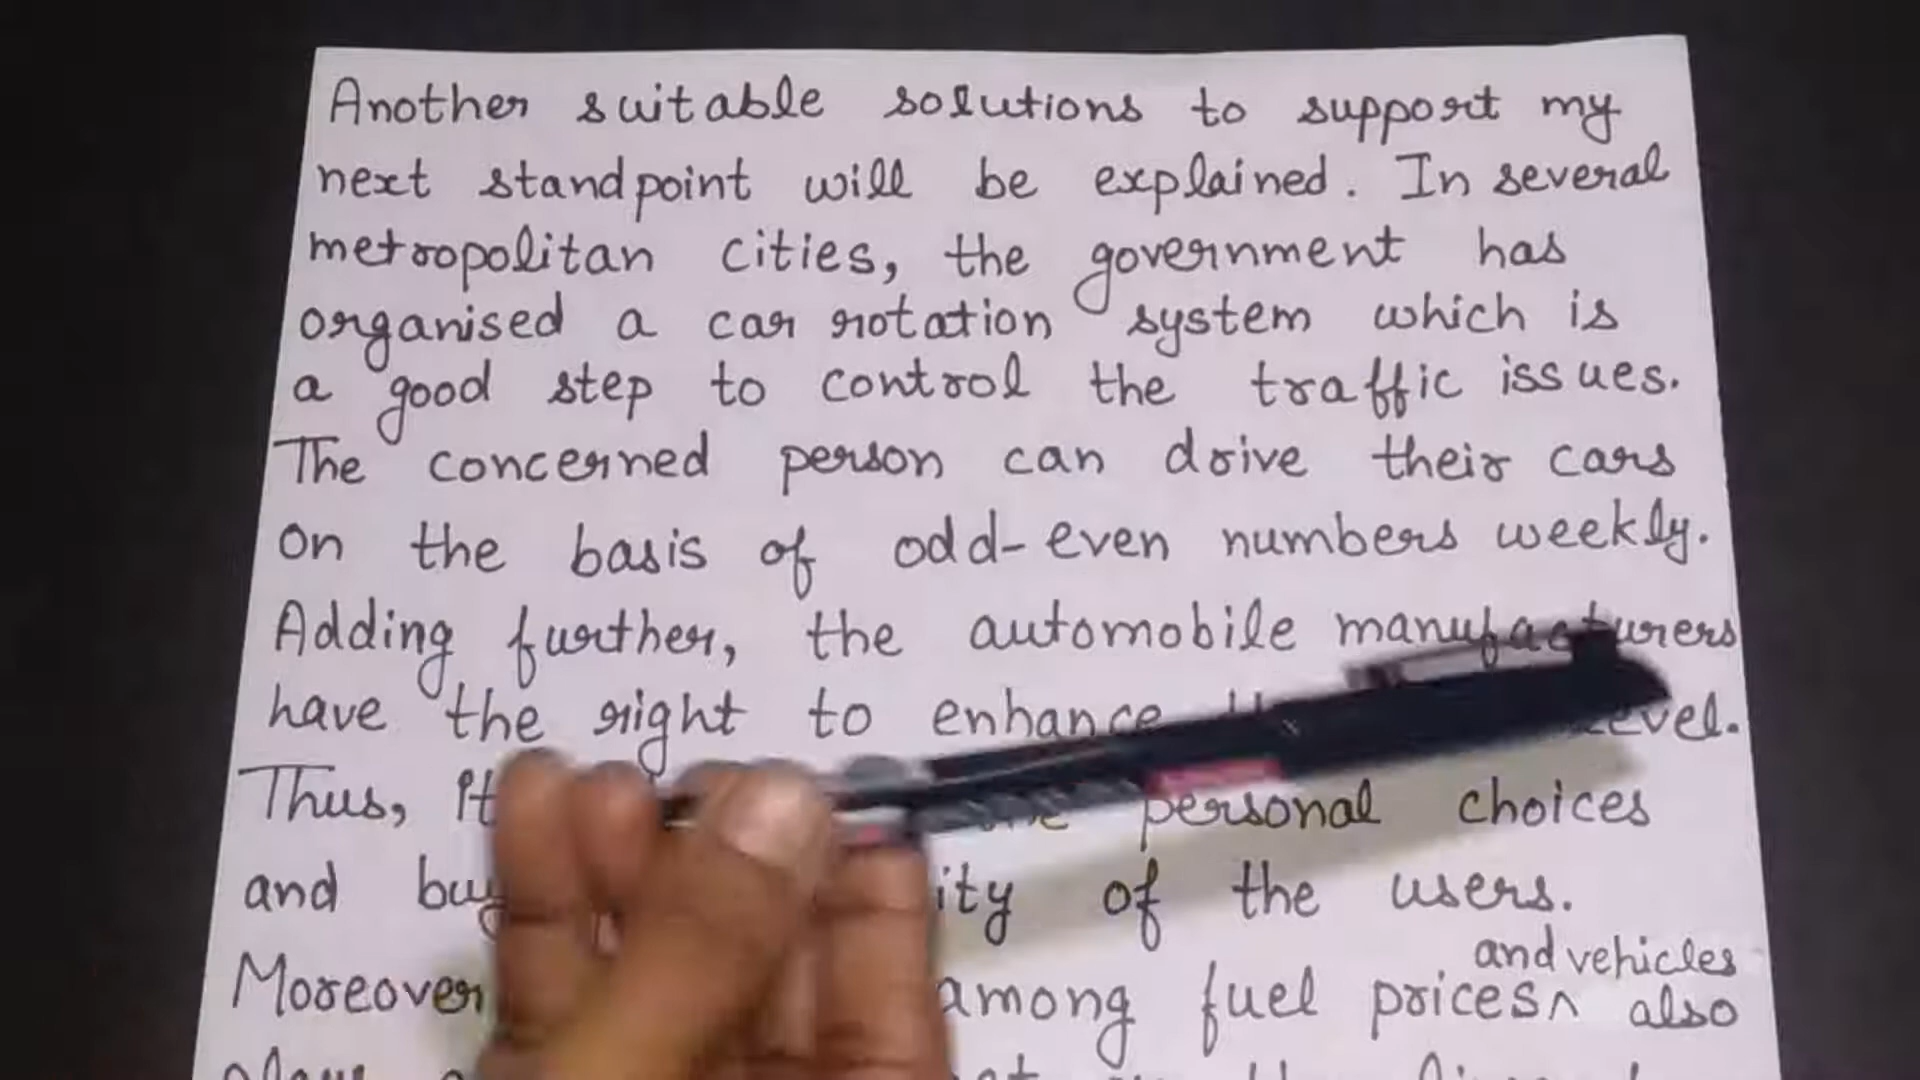 Another suitable solutions to support my
next standpoint will be explained. In several
metropolitan cities, the government has
organised a car rotation system which is
a good step to control the traffic issues.
The concerned person can drive their cars
on the basis of odd-even numbers weekly.
Adding further, the automobile manufacturers
have the right to enhance level.
Thus, it personal choices
and of the users.
and vehicles
Moreover among fuel prices^ also